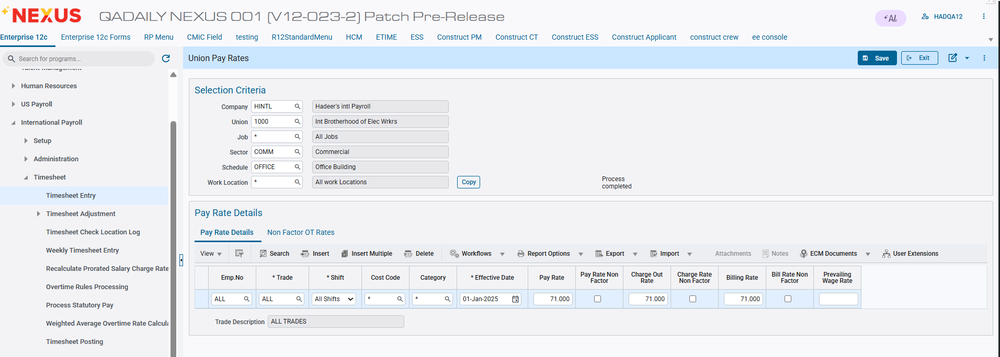 NEXUS QADAILY NEXUS 001 (V12-023-2) Patch Pre-Release AI HADQA12
Enterprise 12c Enterprise 12c Forms RP Menu CMiC Field testing R12StandardMenu HCM ETIME ESS Construct PM Construct CT Construct ESS Construct Applicant construct crew ee console
Search for programs...
Talent Management
Human Resources
US Payroll
International Payroll
Setup
Administration
Timesheet
Timesheet Entry
Timesheet Adjustment
Timesheet Check Location Log
Weekly Timesheet Entry
Recalculate Prorated Salary Charge Rate
Overtime Rules Processing
Process Statutory Pay
Weighted Average Overtime Rate Calcula
Timesheet Posting
Union Pay Rates Save Exit
Selection Criteria
Company HINTL Hadeer's intl Payroll
Union 1000 Int Brotherhood of Elec Wrkrs
Job * All Jobs
Sector COMM Commercial
Schedule OFFICE Office Building
Work Location * All work Locations Copy
Process
completed
Pay Rate Details
Pay Rate Details Non Factor OT Rates
View Search Insert Insert Multiple Delete Workflows Report Options Export Import Attachments Notes ECM Documents User Extensions
Emp.No * Trade * Shift Cost Code Category * Effective Date Pay Rate Pay Rate Non Factor Charge Out Rate Charge Rate Non Factor Billing Rate Bill Rate Non Factor Prevailing Wage Rate
ALL ALL All Shifts * * 01-Jan-2025 71.000 71.000 71.000
Trade Description ALL TRADES